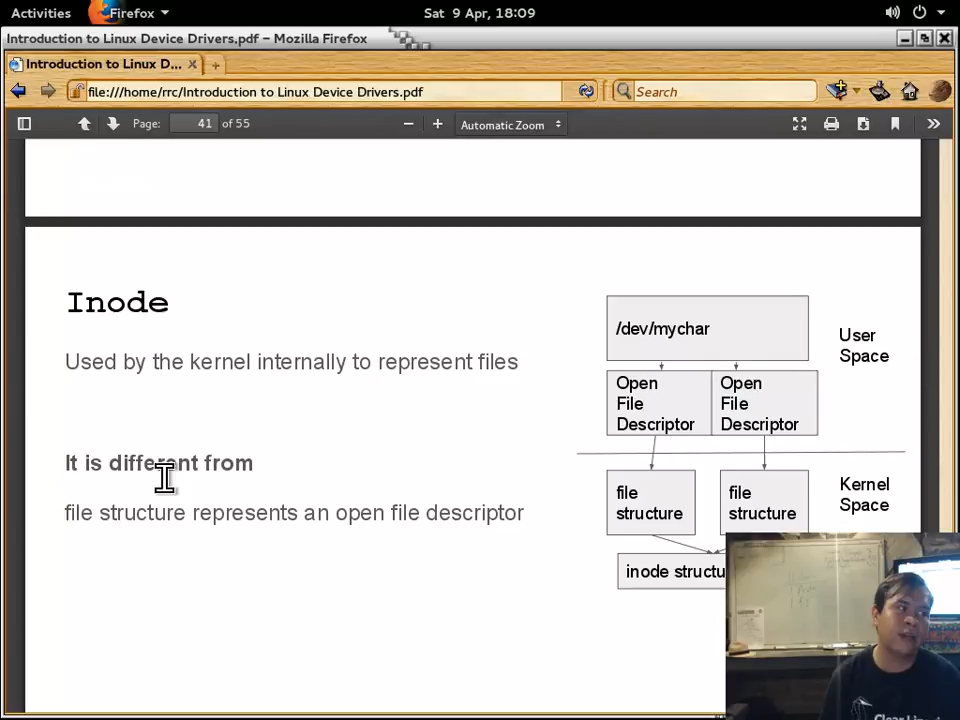 Activities
Firefox
Sat 9 Apr, 18:09
Introduction to Linux Device Drivers.pdf – Mozilla Firefox
Introduction to Linux D...
file:///home/rrc/Introduction to Linux Device Drivers.pdf
Search
Page: 41 of 55
Automatic Zoom
Inode
Used by the kernel internally to represent files
It is different from
file structure represents an open file descriptor
/dev/mychar
User
Space
Open
File
Descriptor
Open
File
Descriptor
file
structure
file
structure
Kernel
Space
inode structu
Clear Linu